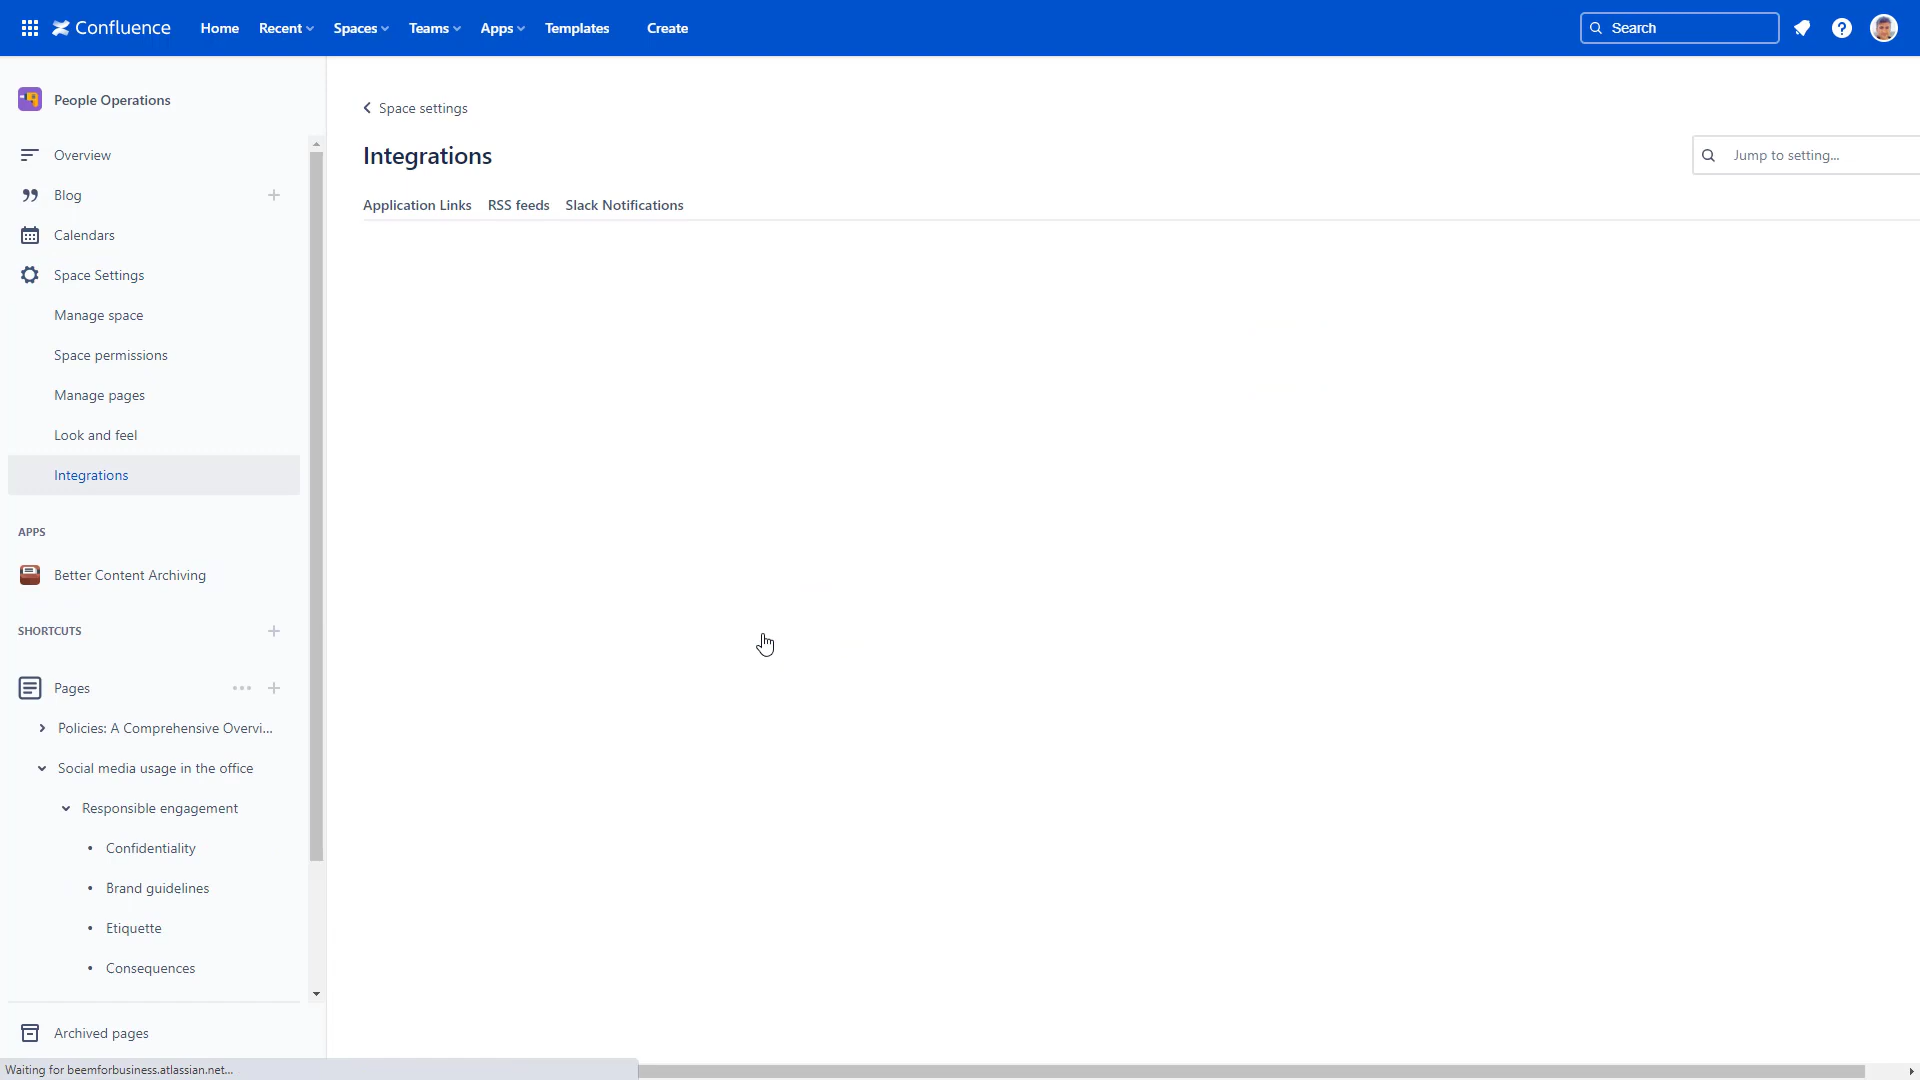 Confluence
Home Recent Spaces Teams Apps Templates Create
Search
People Operations
Overview
Blog
Calendars
Space Settings
Manage space
Space permissions
Manage pages
Look and feel
Integrations
APPS
Better Content Archiving
SHORTCUTS
Pages
Policies: A Comprehensive Overvi...
Social media usage in the office
Responsible engagement
• Confidentiality
• Brand guidelines
• Etiquette
• Consequences
Archived pages
Waiting for beemforbusiness.atlassian.net...
Space settings
Integrations
Jump to setting...
Application Links RSS feeds Slack Notifications